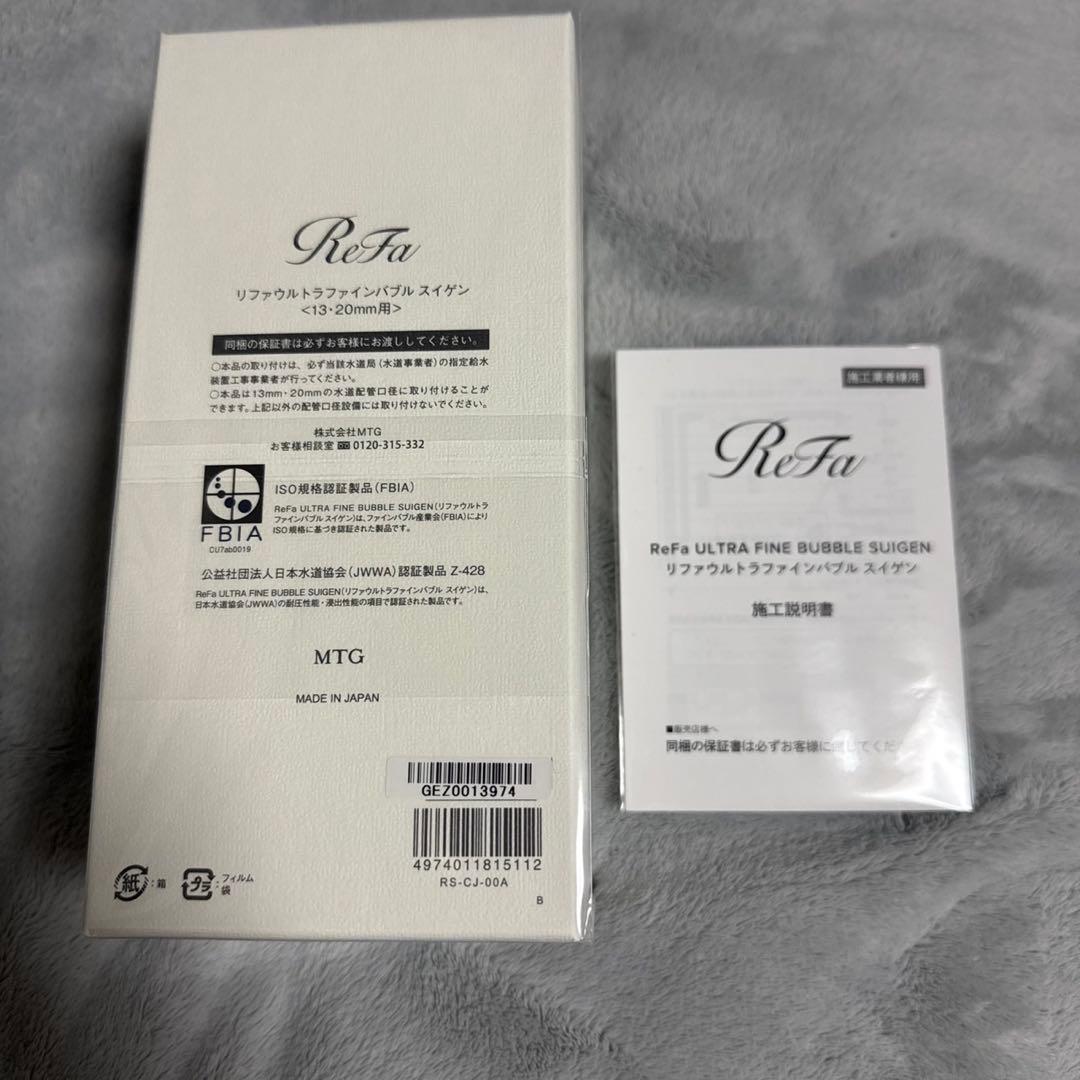 ReFa
リファウルトラファインバブル スイゲン
<13・20mm用>
同梱の保証書は必ずお客様にお渡ししてください。
○本品の取り付けは、必ず当該水道局(水道事業者)の指定給水
装置工事事業者が行ってください。
○本品は13mm・20mmの水道配管口径に取り付けることが
できます。上記以外の配管口径設備には取り付けないでください。
株式会社MTG
お客様相談室 0120-315-332
FBIA
CU7ab0019
ISO規格認証製品(FBIA)
ReFa ULTRA FINE BUBBLE SUIGEN(リファウルトラ
ファインバブル スイゲン)は、ファインバブル産業会(FBIA)により
ISO規格に基づき認証された製品です。
公益社団法人日本水道協会(JWWA)認証製品 Z-428
ReFa ULTRA FINE BUBBLE SUIGEN(リファウルトラファインバブル スイゲン)は、
日本水道協会(JWWA)の耐圧性能・浸出性能の項目で認証された製品です。
MTG
MADE IN JAPAN
GEZ0013974
4974011815112
RS-CJ-00A
B
紙:箱
プラ:フィルム
袋
施工業者様用
ReFa
ReFa ULTRA FINE BUBBLE SUIGEN
リファウルトラファインバブル スイゲン
施工説明書
■販売店様へ
同梱の保証書は必ずお客様に渡してくだ